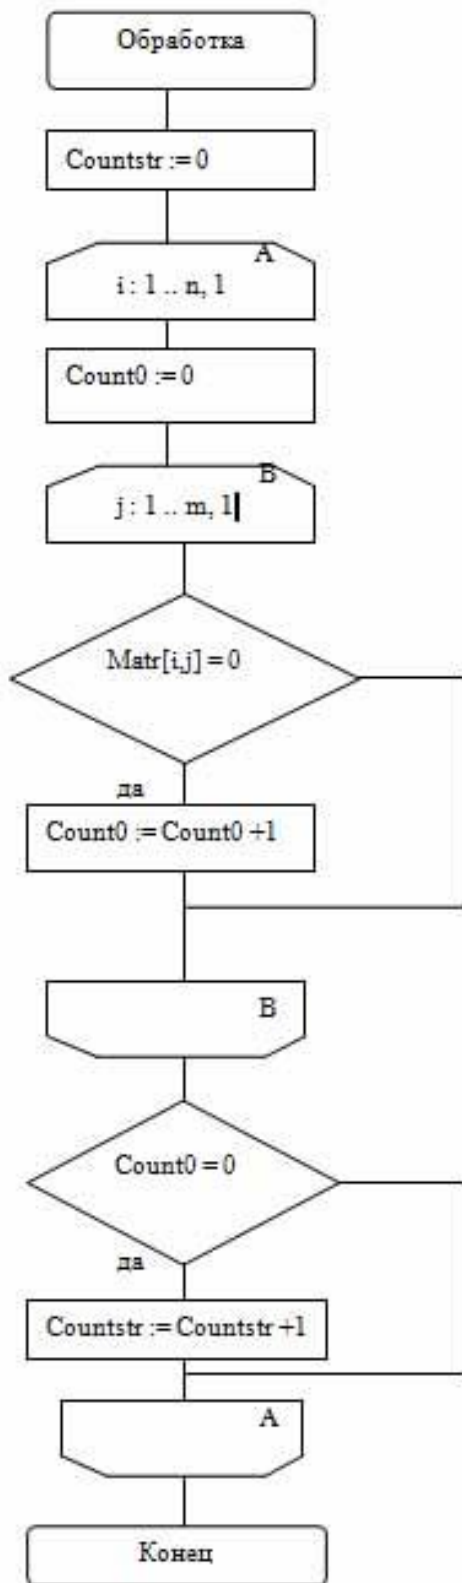 Обработка
Countstr := 0
A
i : 1 .. n, 1
Count0 := 0
B
j : 1 .. m, 1
Matr[i,j] = 0
да
Count0 := Count0 +1
B
Count0 = 0
да
Countstr := Countstr +1
A
Конец